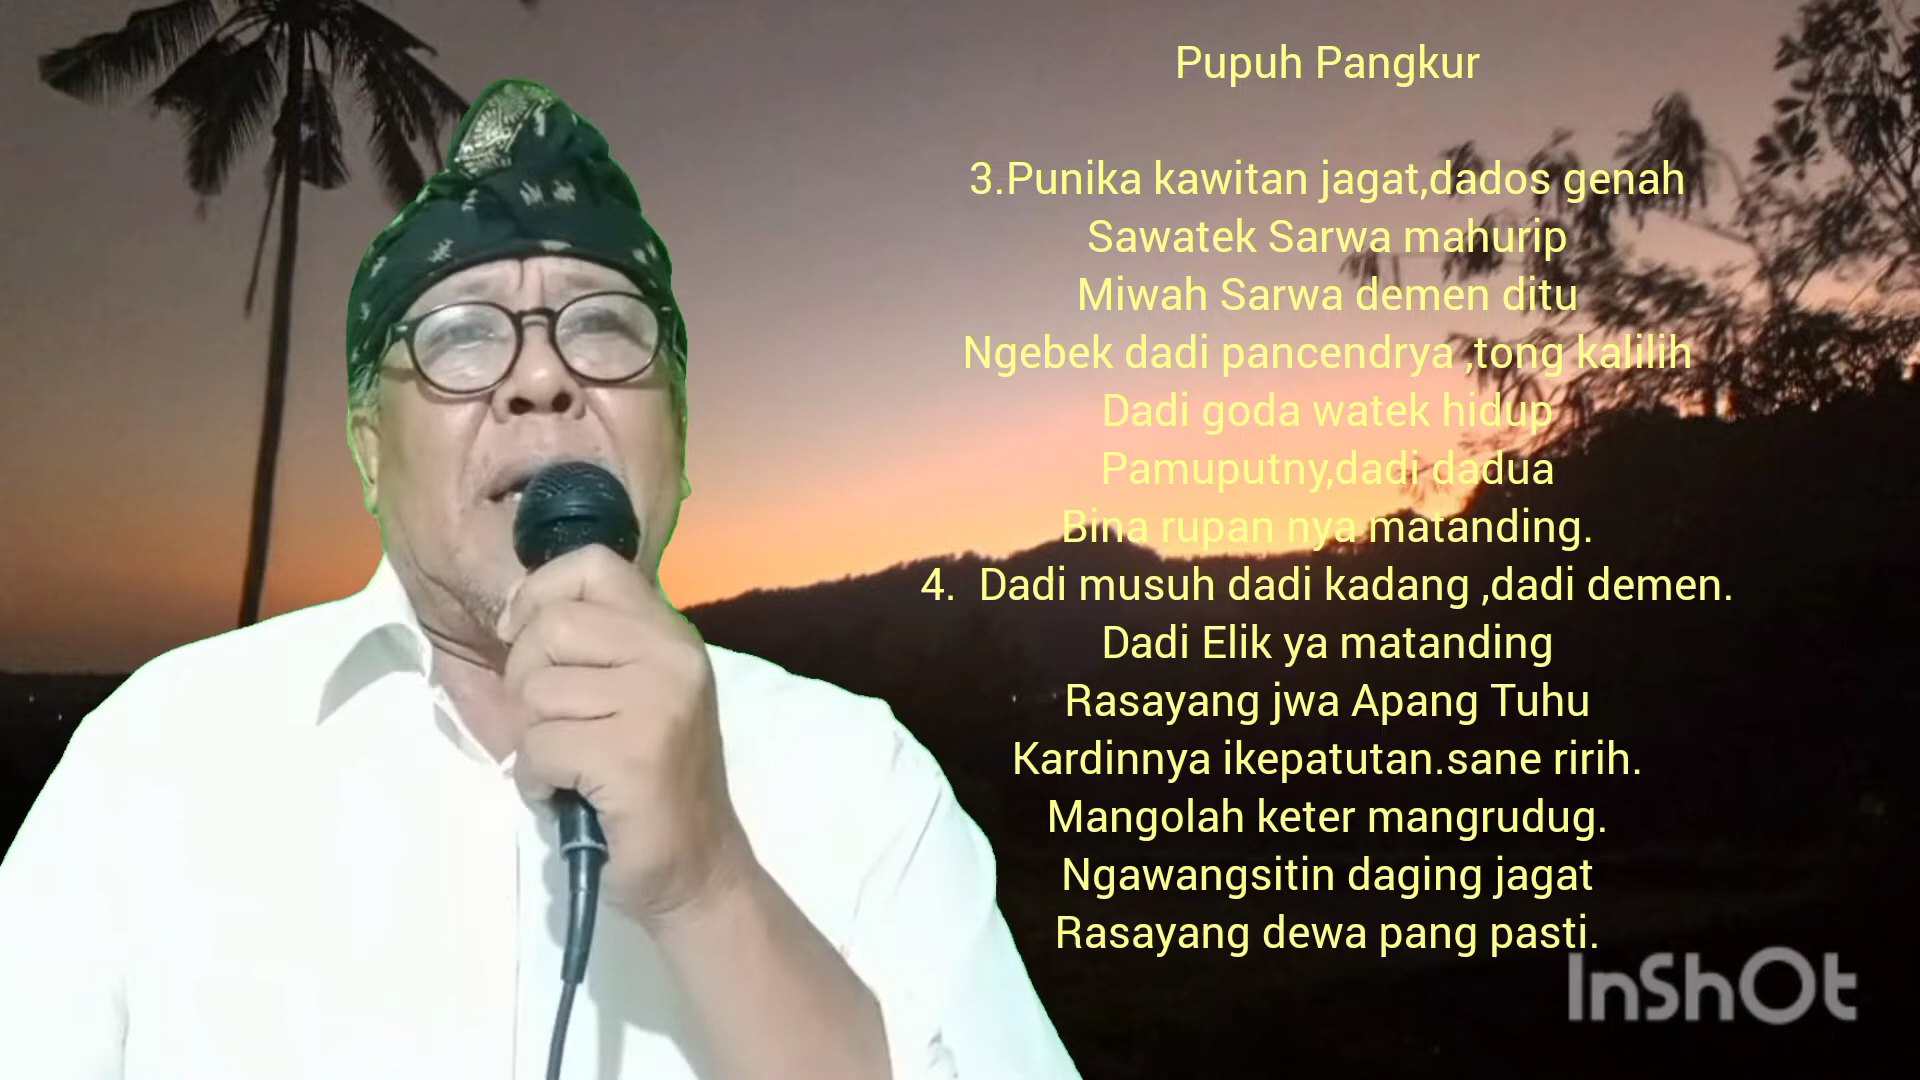 Pupuh Pangkur
3.Punika kawitan jagat,dados genah
Sawatek Sarwa mahurip
Miwah Sarwa demen ditu
Ngebek dadi pancendrya ,tong kalilih
Dadi goda watek hidup
Pamuputny,dadi dadua
Bina rupan nya matanding.
4. Dadi musuh dadi kadang ,dadi demen.
Dadi Elik ya matanding
Rasayang jwa Apang Tuhu
Kardinnya ikepatutan.sane ririh.
Mangolah keter mangrudug.
Ngawangsitin daging jagat
Rasayang dewa pang pasti.
InShOt